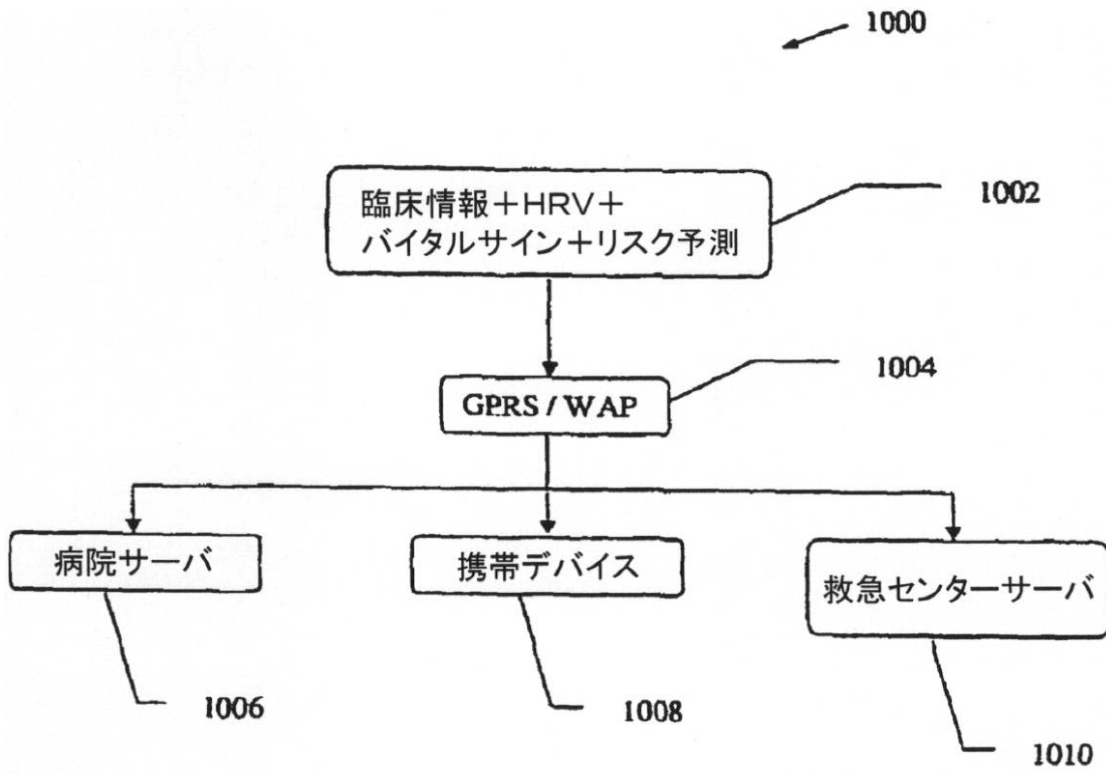 1000
臨床情報+HRV+
バイタルサイン+リスク予測
1002
GPRS / WAP
1004
病院サーバ
携帯デバイス
救急センターサーバ
1006
1008
1010